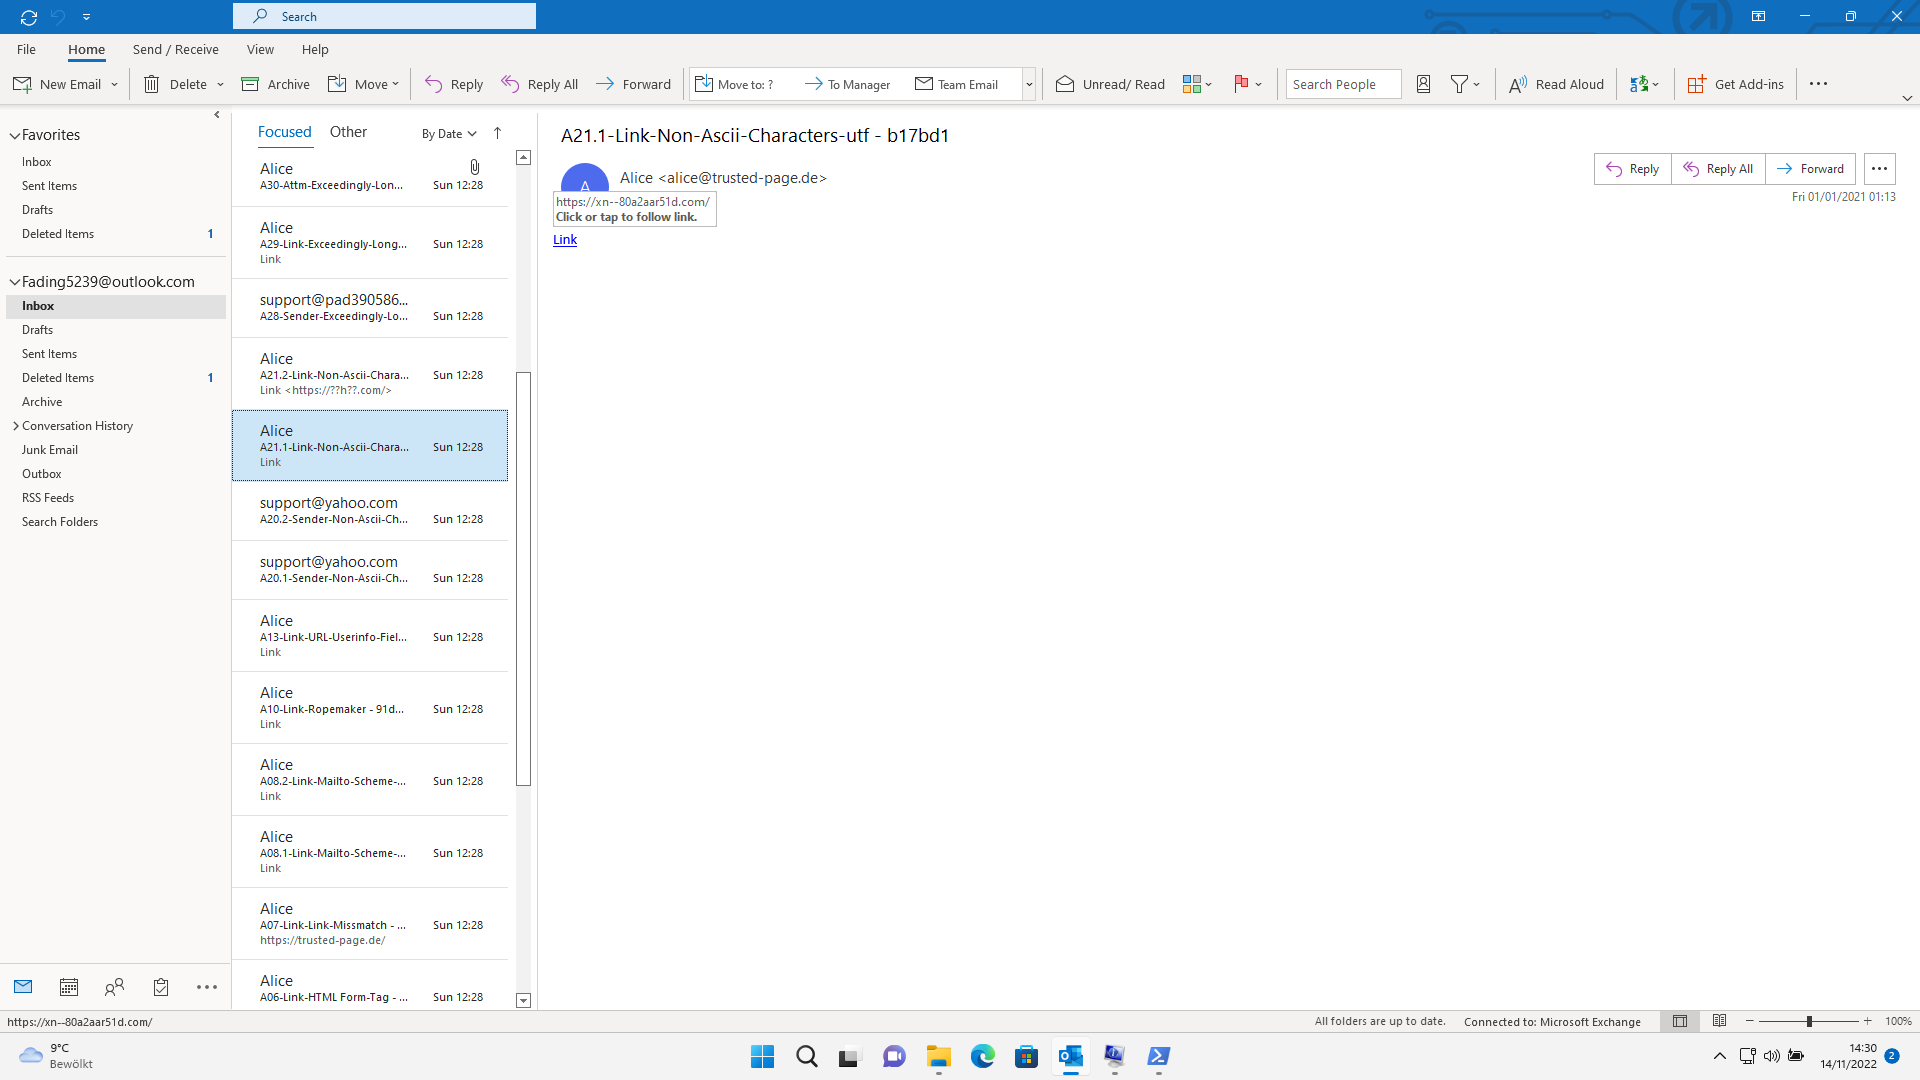 Search
File
Home
Send / Receive
View
Help
New Email
Delete
Archive
Move
Reply
Reply All
Forward
Move to: ?
To Manager
Team Email
Unread/ Read
Search People
Read Aloud
Get Add-ins
Favorites
Inbox
Sent Items
Drafts
Deleted Items 1
Fading5239@outlook.com
Inbox
Drafts
Sent Items
Deleted Items 1
Archive
Conversation History
Junk Email
Outbox
RSS Feeds
Search Folders
Focused
Other
By Date
Alice
A30-Attm-Exceedingly-Lon... Sun 12:28
Alice
A29-Link-Exceedingly-Long... Sun 12:28
Link
support@pad390586...
A28-Sender-Exceedingly-Lo... Sun 12:28
Alice
A21.2-Link-Non-Ascii-Chara... Sun 12:28
Link <https://??h??.com/>
Alice
A21.1-Link-Non-Ascii-Chara... Sun 12:28
Link
support@yahoo.com
A20.2-Sender-Non-Ascii-Ch... Sun 12:28
support@yahoo.com
A20.1-Sender-Non-Ascii-Ch... Sun 12:28
Alice
A13-Link-URL-Userinfo-Fiel... Sun 12:28
Link
Alice
A10-Link-Ropemaker - 91d... Sun 12:28
Link
Alice
A08.2-Link-Mailto-Scheme-... Sun 12:28
Link
Alice
A08.1-Link-Mailto-Scheme-... Sun 12:28
Link
Alice
A07-Link-Link-Missmatch - ... Sun 12:28
https://trusted-page.de/
Alice
A06-Link-HTML Form-Tag - ... Sun 12:28
A21.1-Link-Non-Ascii-Characters-utf - b17bd1
A
Alice <alice@trusted-page.de>
Reply
Reply All
Forward
Fri 01/01/2021 01:13
https://xn--80a2aar51d.com/
Click or tap to follow link.
Link
https://xn--80a2aar51d.com/
All folders are up to date.
Connected to: Microsoft Exchange
100%
9°C
Bewölkt
14:30
14/11/2022
2